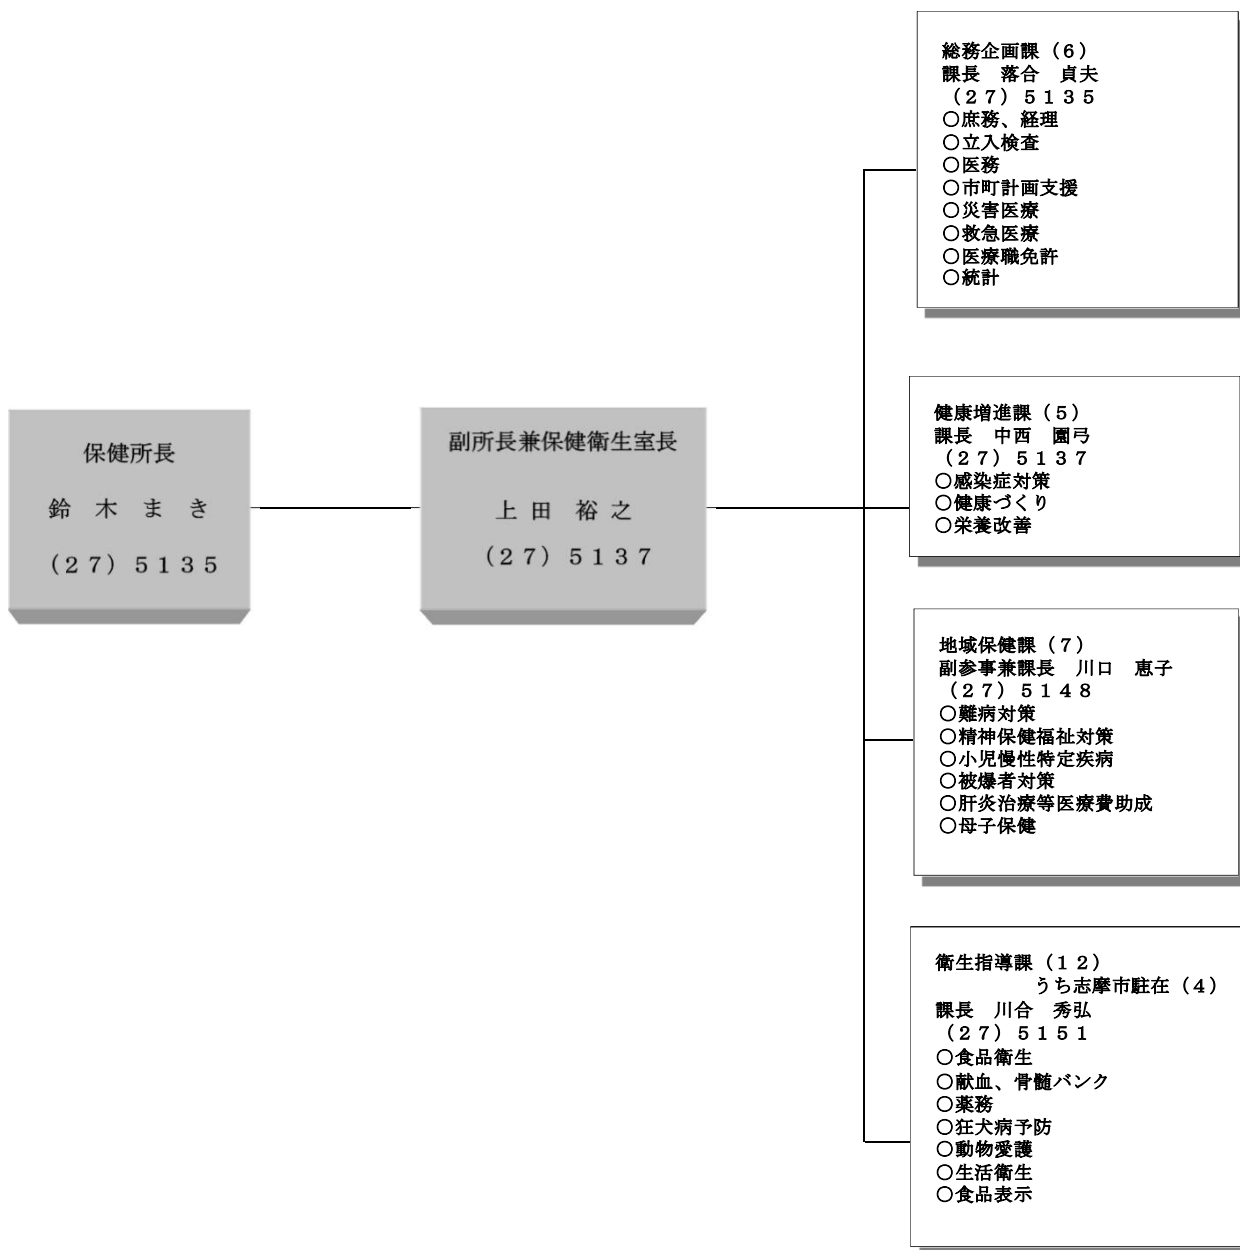 保健所長
鈴　木　ま　き
（２７）５１３５
副所長兼保健衛生室長
上 田　裕 之
（２７）５１３７
総務企画課（６）
課長　落合　貞夫
（２７）５１３５
○庶務、経理
○立入検査
○医務
○市町計画支援
○災害医療
○救急医療
○医療職免許
○統計
健康増進課（５）
課長　中西　園弓
（２７）５１３７
○感染症対策
○健康づくり
○栄養改善
地域保健課（７）
副参事兼課長　川口　恵子
（２７）５１４８
○難病対策
○精神保健福祉対策
○小児慢性特定疾病
○被爆者対策
○肝炎治療等医療費助成
○母子保健
衛生指導課（１２）
うち志摩市駐在（４）
課長　川合　秀弘
（２７）５１５１
○食品衛生
○献血、骨髄バンク
○薬務
○狂犬病予防
○動物愛護
○生活衛生
○食品表示